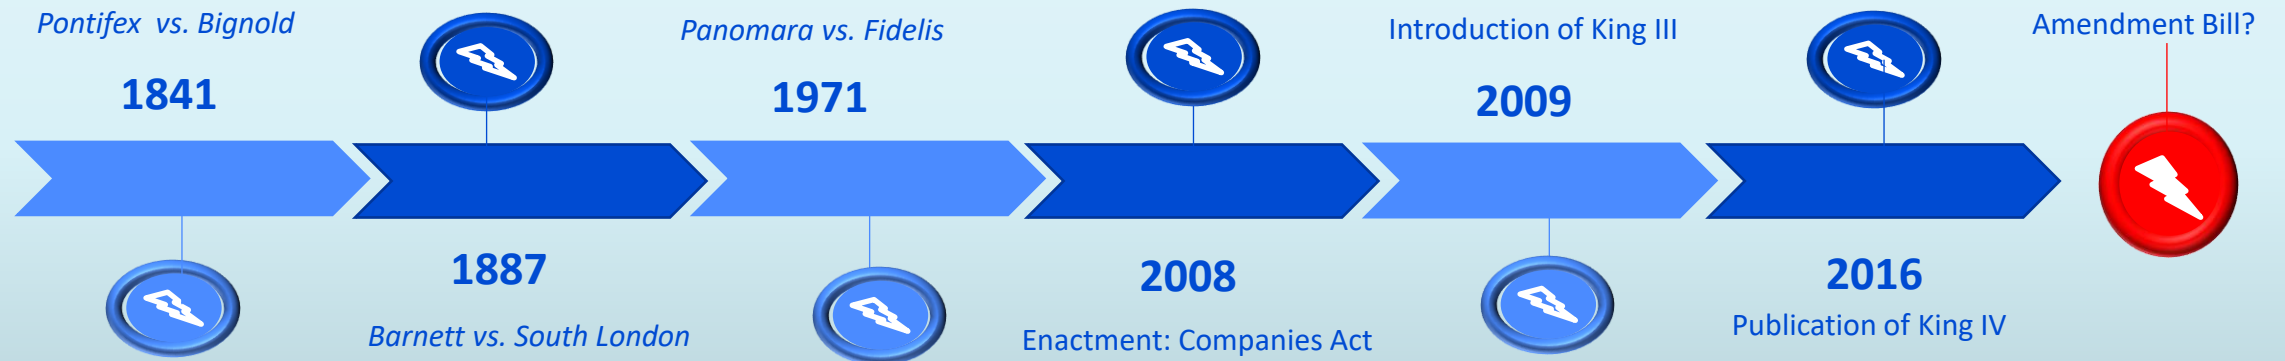 Pontifex vs. Bignold
1841
1887
Barnett vs. South London
Panomara vs. Fidelis
1971
2008
Enactment: Companies Act
Introduction of King III
2009
2016
Publication of King IV
Amendment Bill?